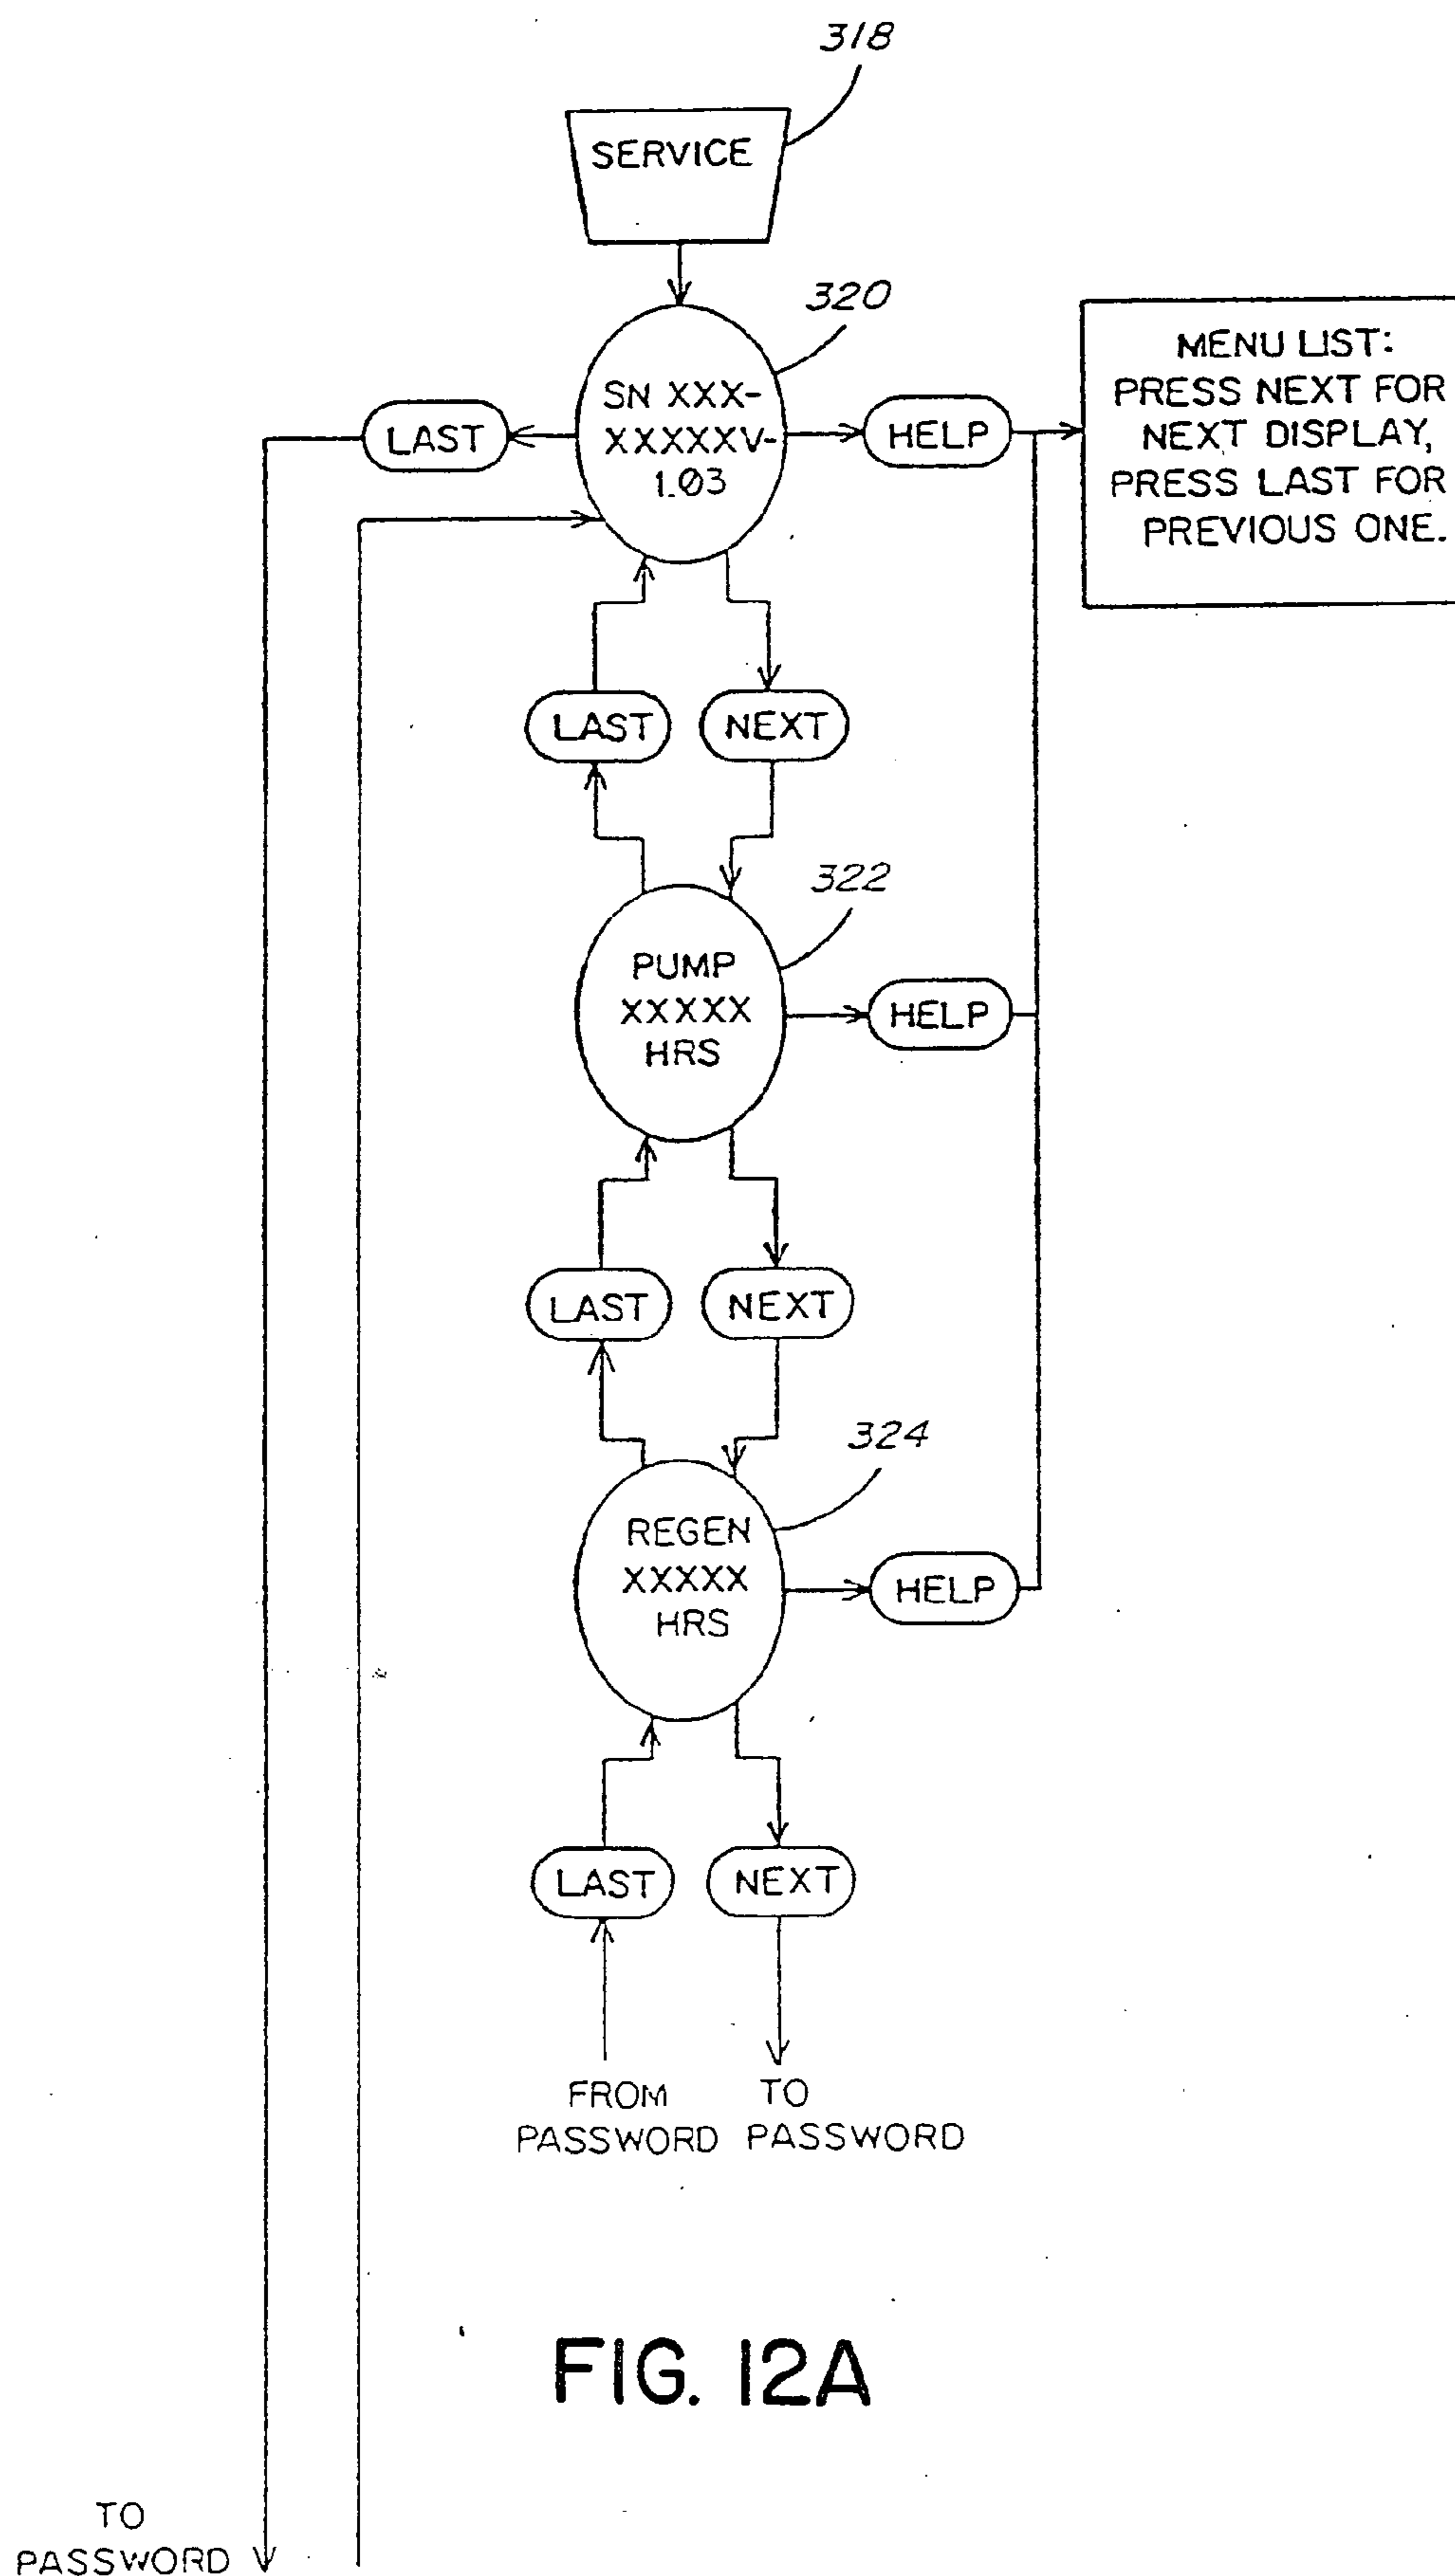 318
SERVICE
320
SN XXX-
XXXXXV-
1.03
LAST
HELP
MENU LIST:
PRESS NEXT FOR
NEXT DISPLAY,
PRESS LAST FOR
PREVIOUS ONE.
LAST
NEXT
322
PUMP
XXXXX
HRS
HELP
LAST
NEXT
324
REGEN
XXXXX
HRS
HELP
LAST
NEXT
FROM
PASSWORD
TO
PASSWORD
FIG. 12A
TO
PASSWORD